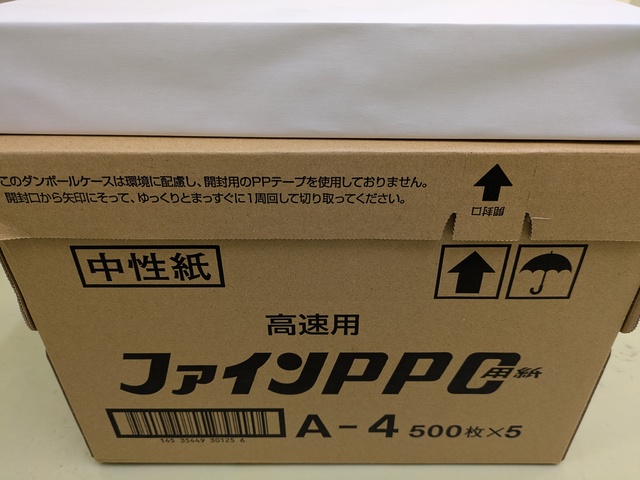 このダンボールケースは環境に配慮し、開封用のPPテープを使用しておりません。
開封口から矢印にそって、ゆっくりとまっすぐに1周回して切り取ってください。
開封口
中性紙
高速用
ファインPPC用紙
A-4 500枚×5
145 35449 30125 6